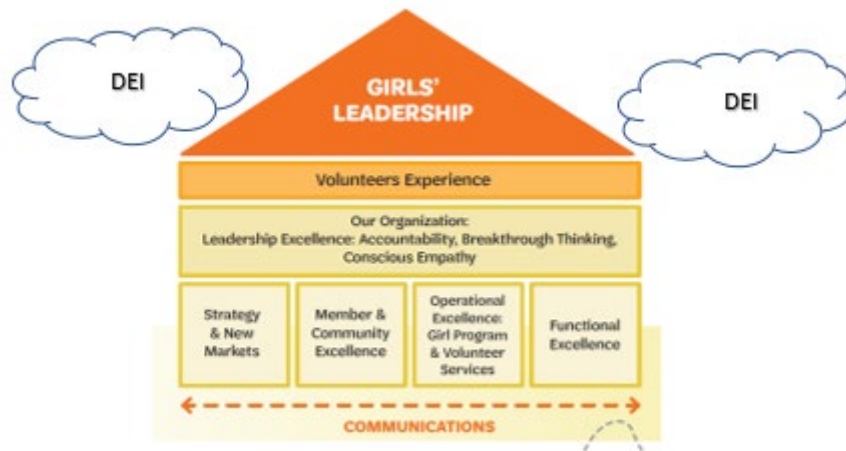 DEI
GIRLS'
LEADERSHIP
DEI
Volunteers Experience
Our Organization:
Leadership Excellence: Accountability, Breakthrough Thinking,
Conscious Empathy
Strategy
& New
Markets
Member &
Community
Excellence
Operational
Excellence:
Girl Program
& Volunteer
Services
Functional
Excellence
COMMUNICATIONS